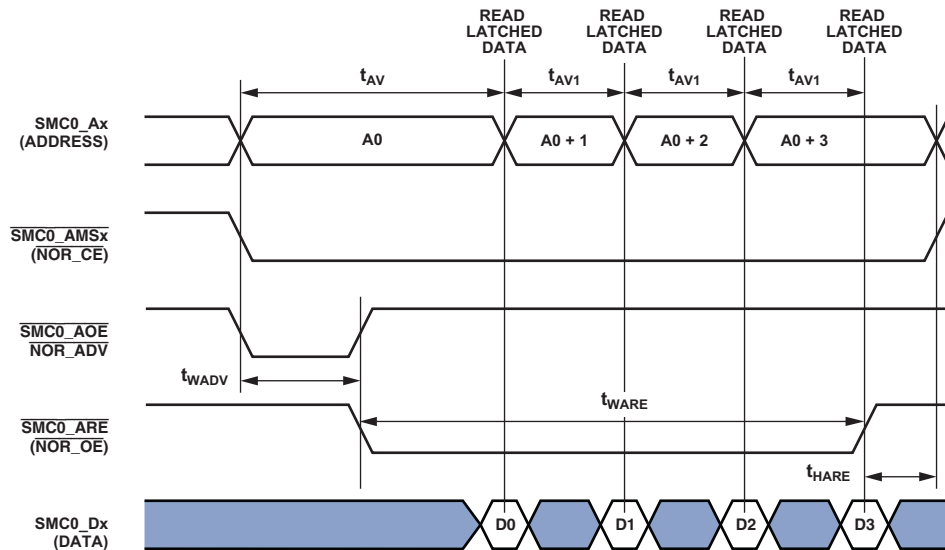 READ LATCHED DATA
READ LATCHED DATA
READ LATCHED DATA
READ LATCHED DATA
tAV
tAV1
tAV1
tAV1
SMC0_Ax
(ADDRESS)
A0
A0 + 1
A0 + 2
A0 + 3
SMC0_AMSx
(NOR_CE)
SMC0_AOE
NOR_ADV
tWADV
tWARE
SMC0_ARE
(NOR_OE)
tHARE
SMC0_Dx
(DATA)
D0
D1
D2
D3